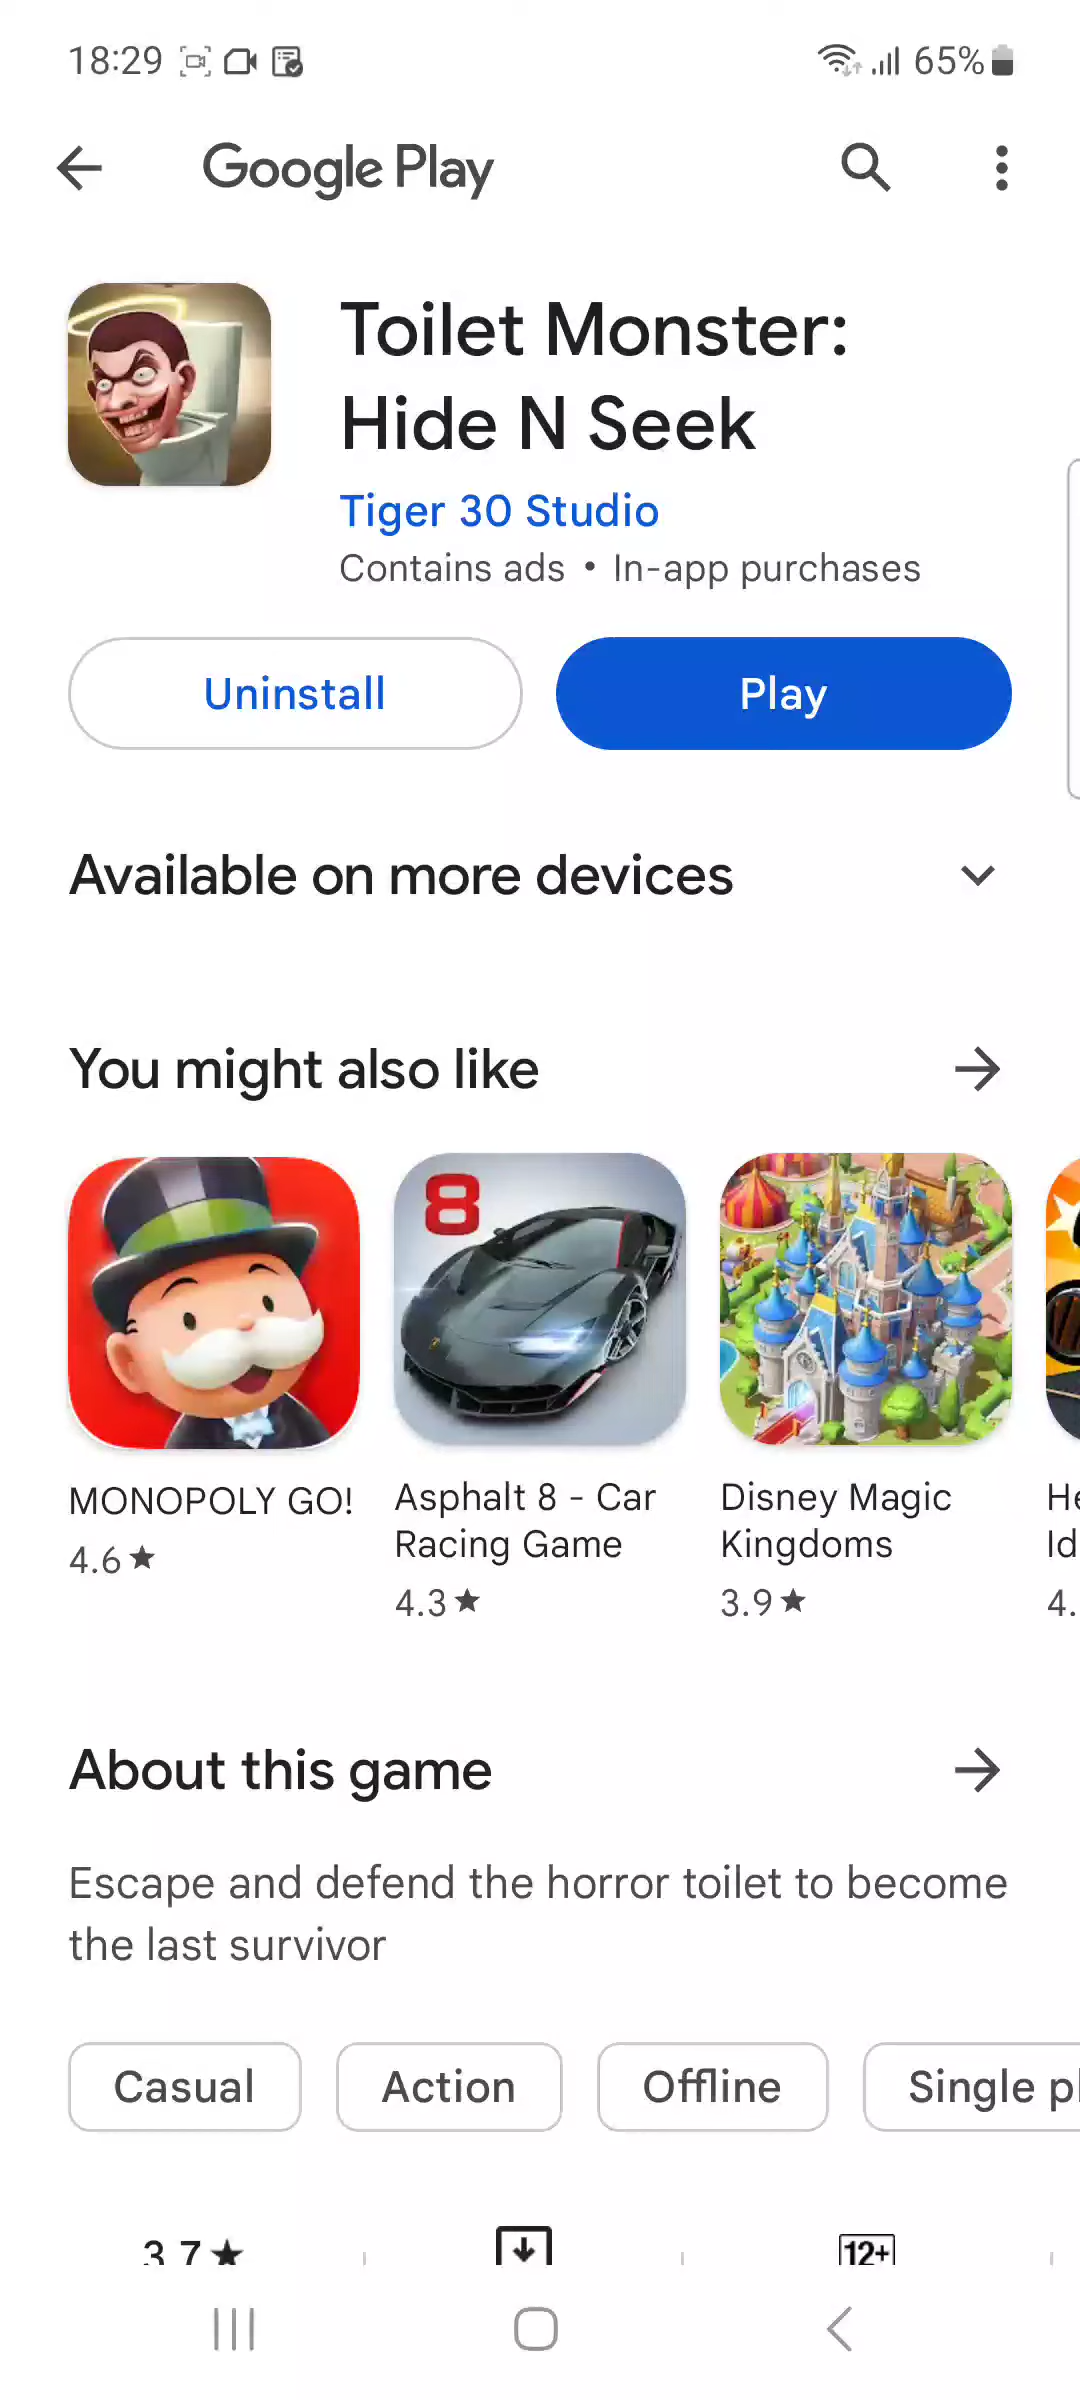 18:29
65%
Google Play
Toilet Monster:
Hide N Seek
Tiger 30 Studio
Contains ads • In-app purchases
Uninstall
Play
Available on more devices
You might also like
8
MONOPOLY GO!
4.6★
Asphalt 8 - Car
Racing Game
4.3★
Disney Magic
Kingdoms
3.9★
4.
About this game
Escape and defend the horror toilet to become
the last survivor
Casual
Action
Offline
Single
3.7★
12+